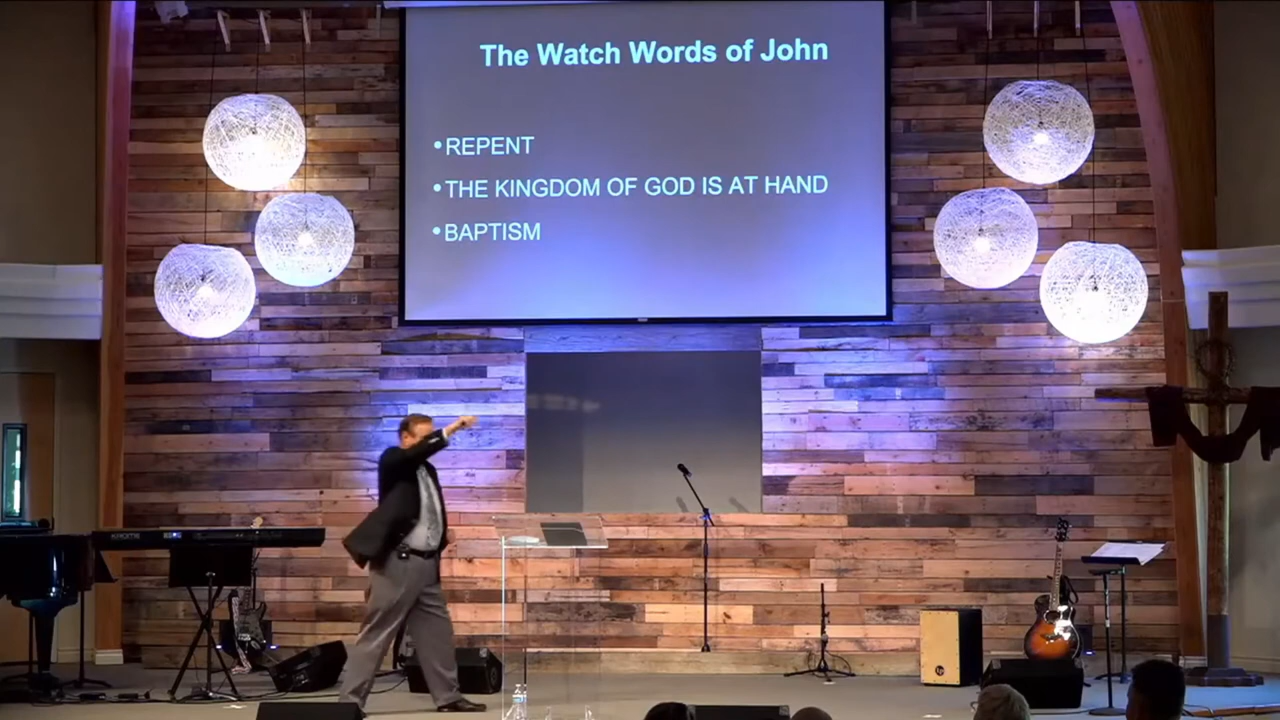 The Watch Words of John
• REPENT
• THE KINGDOM OF GOD IS AT HAND
• BAPTISM